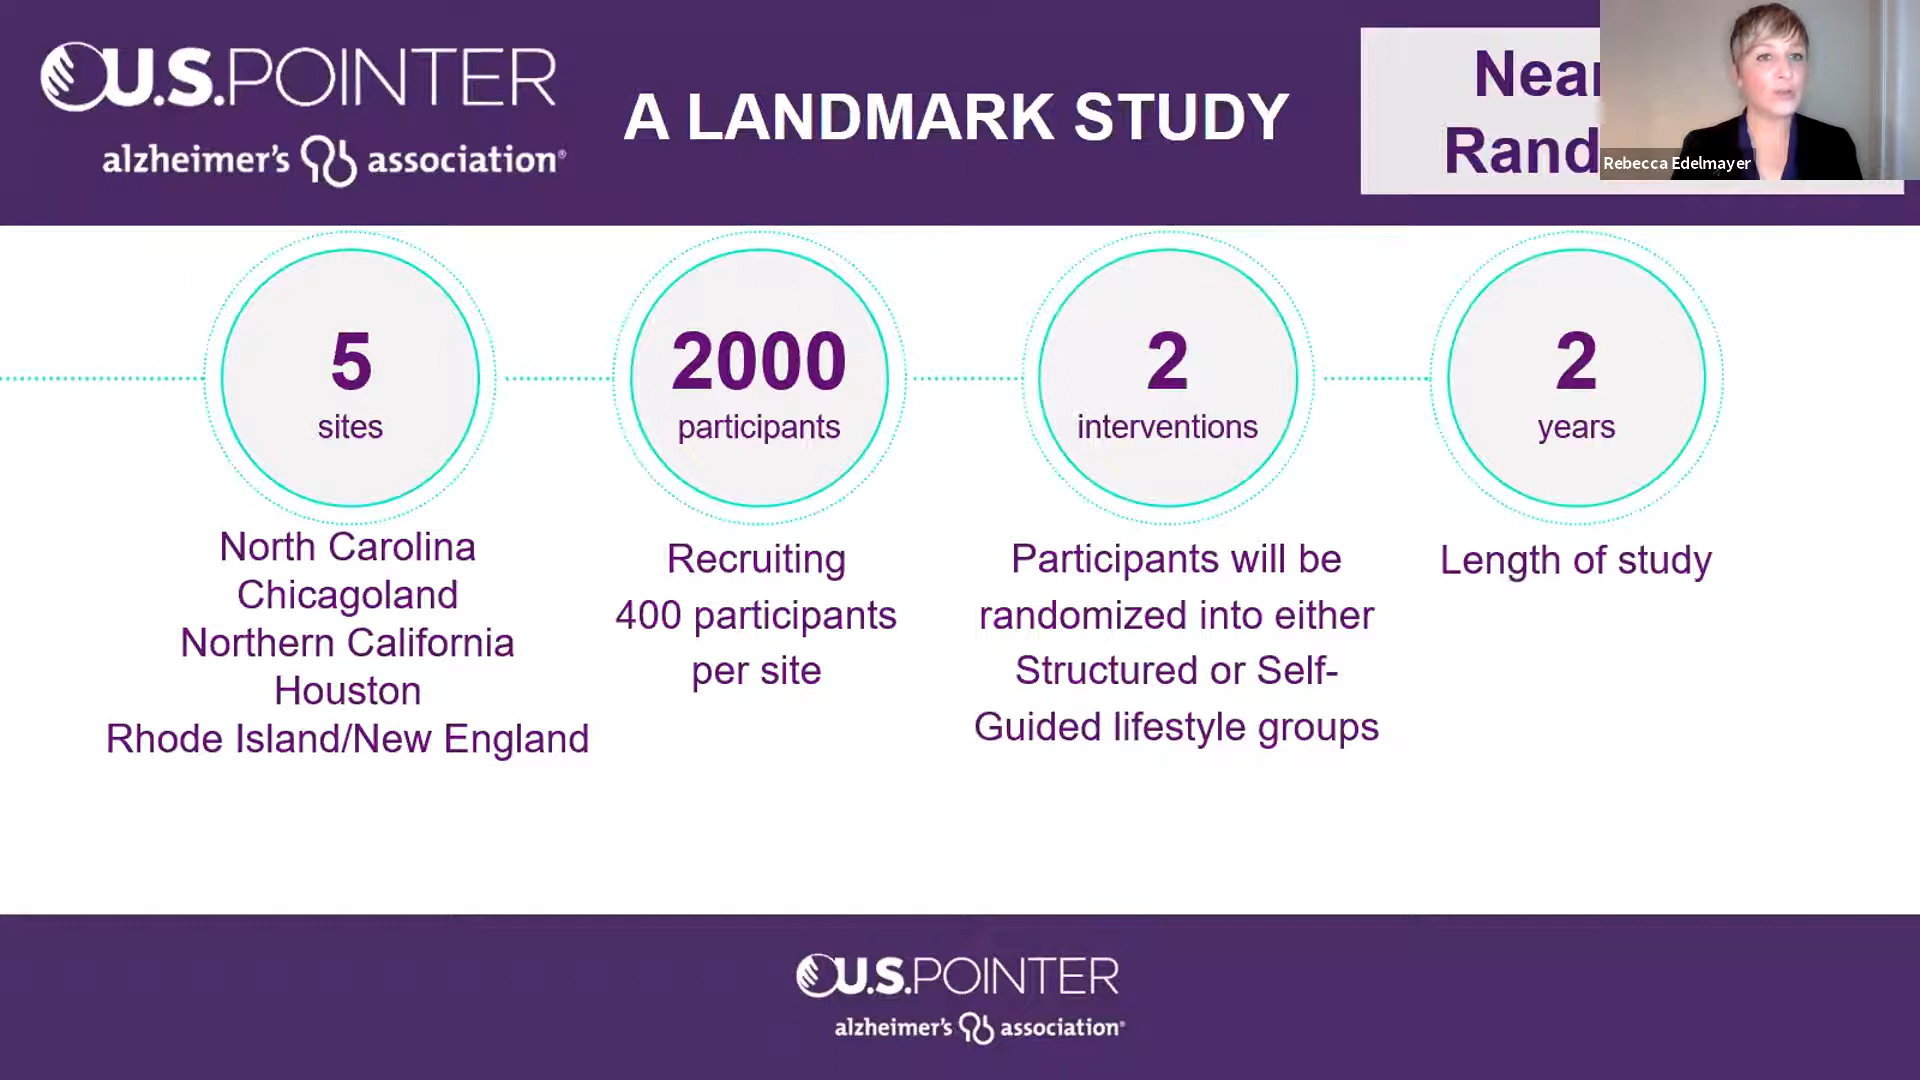 U.S.POINTER
alzheimer's association®
A LANDMARK STUDY
Rebecca Edelmayer
5
sites
North Carolina
Chicagoland
Northern California
Houston
Rhode Island/New England
2000
participants
Recruiting
400 participants
per site
2
interventions
Participants will be
randomized into either
Structured or Self-
Guided lifestyle groups
2
years
Length of study
U.S.POINTER
alzheimer's association®